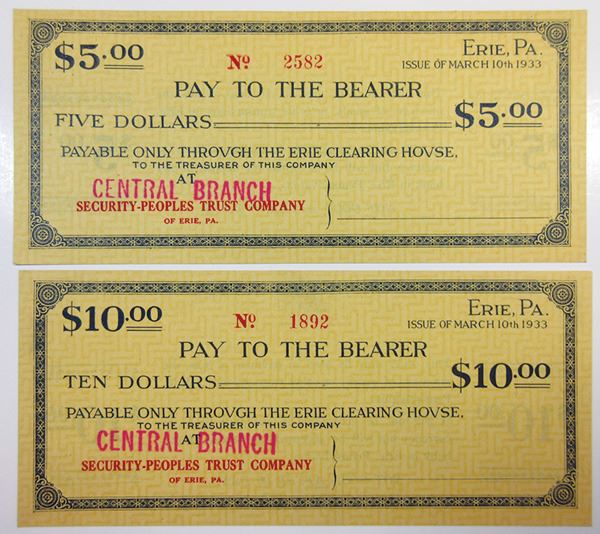 $5.00
Nº 2582
ERIE, PA.
ISSUE OF MARCH 10th 1933
PAY TO THE BEARER
FIVE DOLLARS $5.00
PAYABLE ONLY THROVGH THE ERIE CLEARING HOVSE,
TO THE TREASURER OF THIS COMPANY
AT
CENTRAL BRANCH
SECURITY-PEOPLES TRUST COMPANY
OF ERIE, PA.
$10.00
Nº 1892
ERIE, PA.
ISSUE OF MARCH 10th 1933
PAY TO THE BEARER
TEN DOLLARS $10.00
PAYABLE ONLY THROVGH THE ERIE CLEARING HOVSE,
TO THE TREASURER OF THIS COMPANY
AT
CENTRAL BRANCH
SECURITY-PEOPLES TRUST COMPANY
OF ERIE, PA.